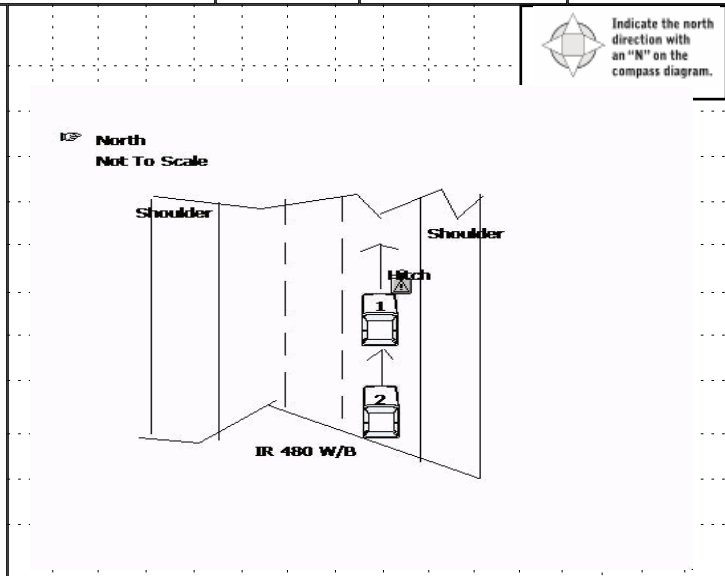 Indicate the north
direction with
an "N" on the
compass diagram.
North
Not To Scale
Shoulder
Shoulder
Hitch
1
2
IR 480 W/B